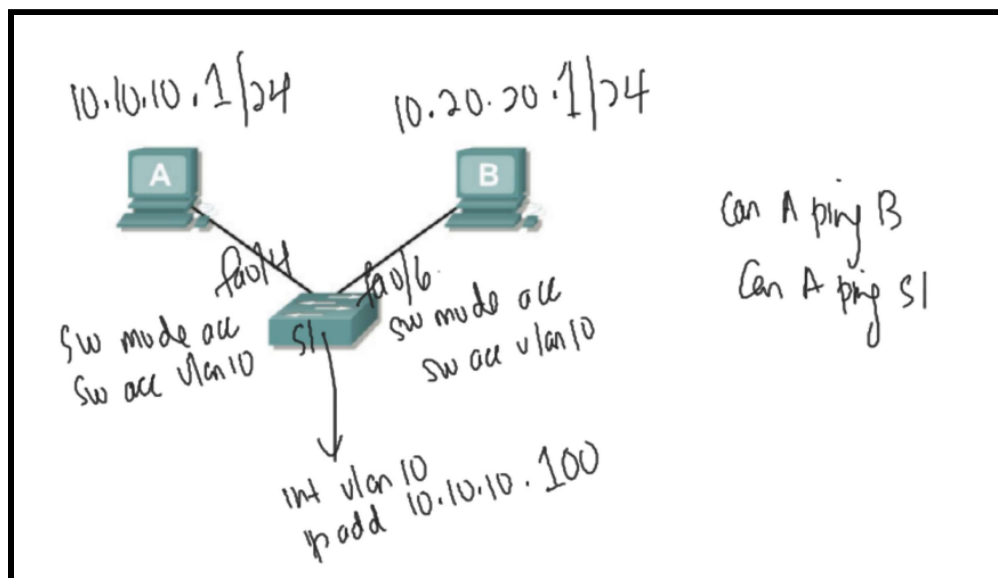 10.10.10.1/24
10.20.20.1/24
A
B
Can A ping B
Can A ping S1
fa0/4
fa0/6
S1
sw mode acc
sw acc vlan10
sw mode acc
sw acc vlan10
int vlan 10
ip add 10.10.10.100